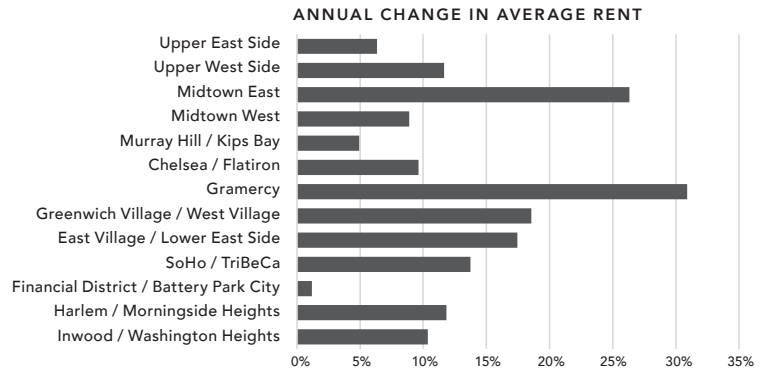 ANNUAL CHANGE IN AVERAGE RENT
Upper East Side
Upper West Side
Midtown East
Midtown West
Murray Hill / Kips Bay
Chelsea / Flatiron
Gramercy
Greenwich Village / West Village
East Village / Lower East Side
SoHo / TriBeCa
Financial District / Battery Park City
Harlem / Morningside Heights
Inwood / Washington Heights
0% 5% 10% 15% 20% 25% 30% 35%